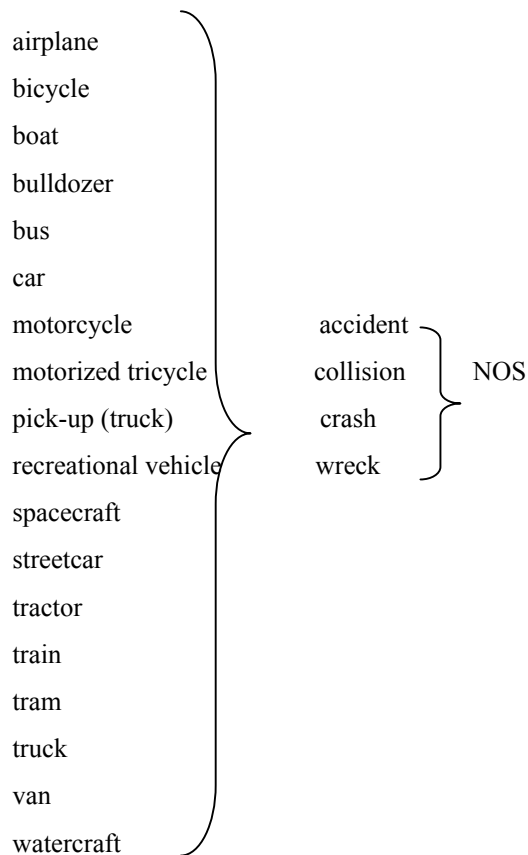 airplane
bicycle
boat
bulldozer
bus
car
motorcycle accident
motorized tricycle collision NOS
pick-up (truck) crash
recreational vehicle wreck
spacecraft
streetcar
tractor
train
tram
truck
van
watercraft